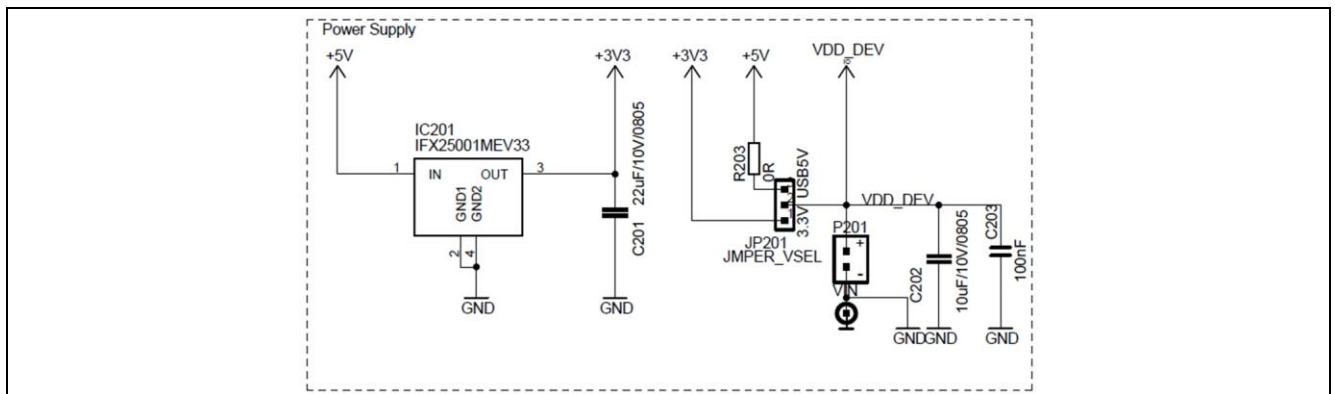 Power Supply
+5V
+3V3
+3V3
+5V
VDD_DEV
IC201
IFX25001MEV33
1
IN
OUT
3
GND1
GND2
2
4
GND
22uF/10V/0805
C201
GND
R203
0R
USB5V
3.3V
JP201
JMPER_VSEL
VDD_DEV
P201
+
-
VIN
C202
10uF/10V/0805
C203
100nF
GND
GND
GND